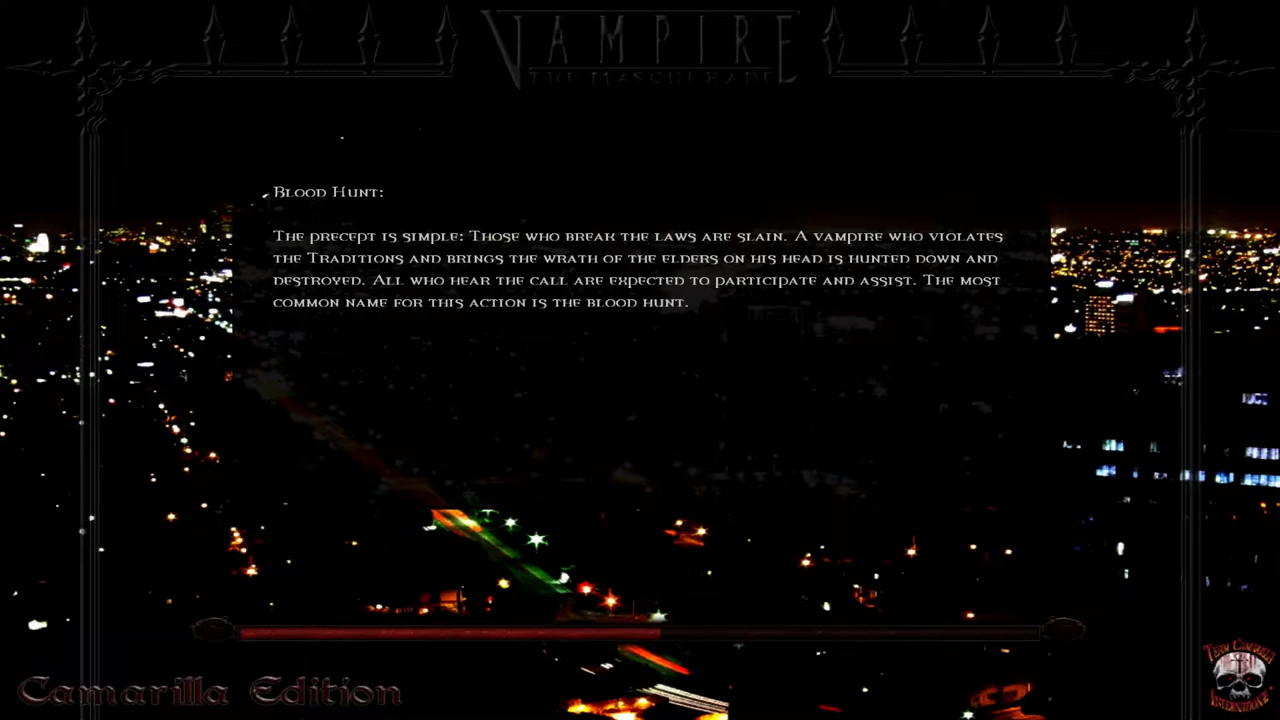 VAMPIRE
THE MASQUERADE
Blood Hunt:
The precept is simple: Those who break the laws are slain. A vampire who violates
the Traditions and brings the wrath of the elders on his head is hunted down and
destroyed. All who hear the call are expected to participate and assist. The most
common name for this action is the blood hunt.
Camarilla Edition
Team Camarilla
International